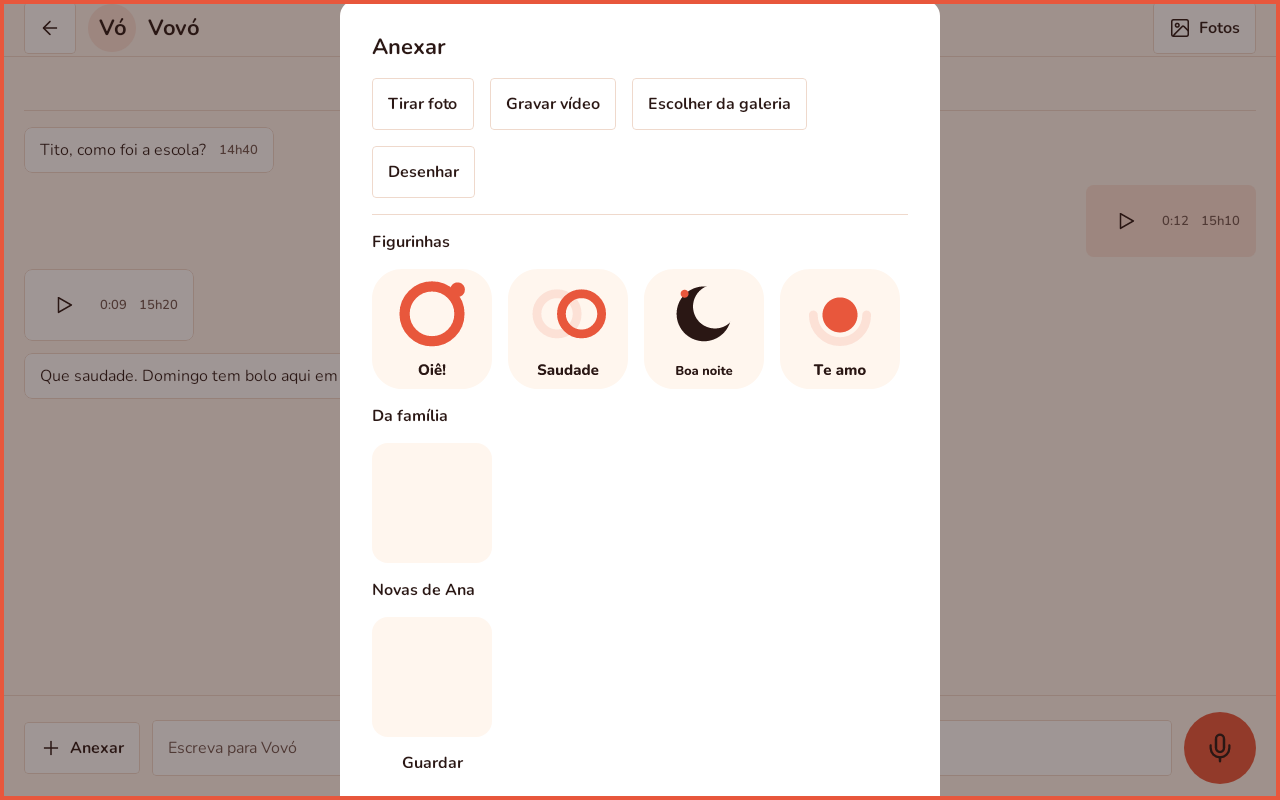 Vó Vovó
Fotos
Anexar
Tirar foto
Gravar vídeo
Escolher da galeria
Desenhar
Tito, como foi a escola? 14h40
0:12 15h10
0:09 15h20
Que saudade. Domingo tem bolo aqui em
Figurinhas
Oiê!
Saudade
Boa noite
Te amo
Da família
Novas de Ana
Guardar
Anexar
Escreva para Vovó